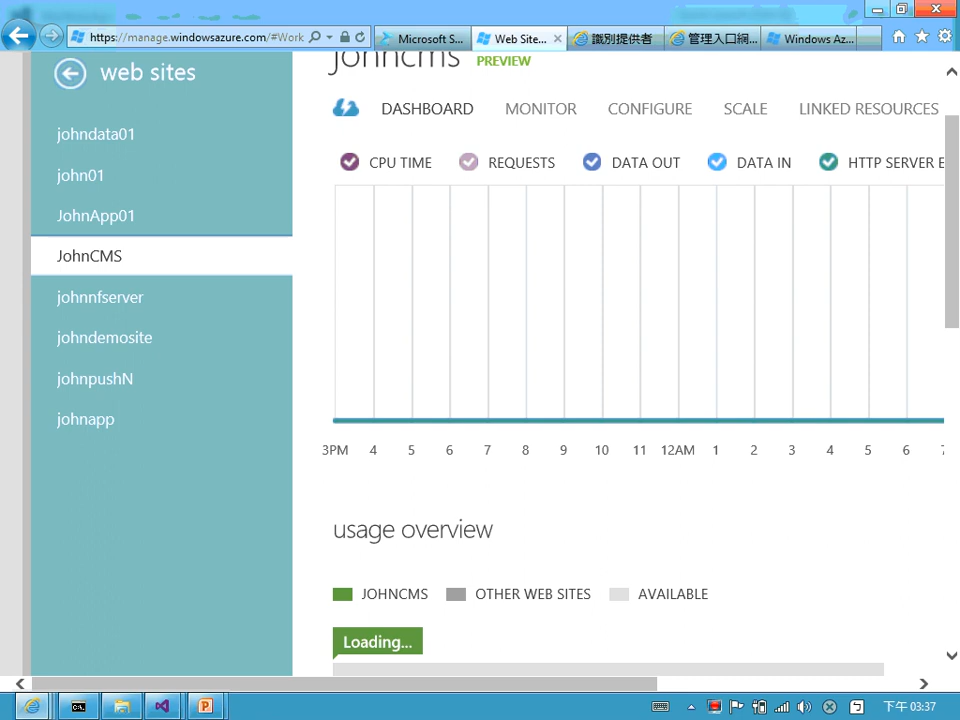 https://manage.windowsazure.com/#Work
Microsoft S...
Web Site...
識別提供者
管理入口網...
Windows Az...
web sites
johndata01
john01
JohnApp01
JohnCMS
johnnfserver
johndemosite
johnpushN
johnapp
johncms PREVIEW
DASHBOARD MONITOR CONFIGURE SCALE LINKED RESOURCES
CPU TIME REQUESTS DATA OUT DATA IN HTTP SERVER E
3PM 4 5 6 7 8 9 10 11 12AM 1 2 3 4 5 6 7
usage overview
JOHNCMS OTHER WEB SITES AVAILABLE
Loading...
下午 03:37